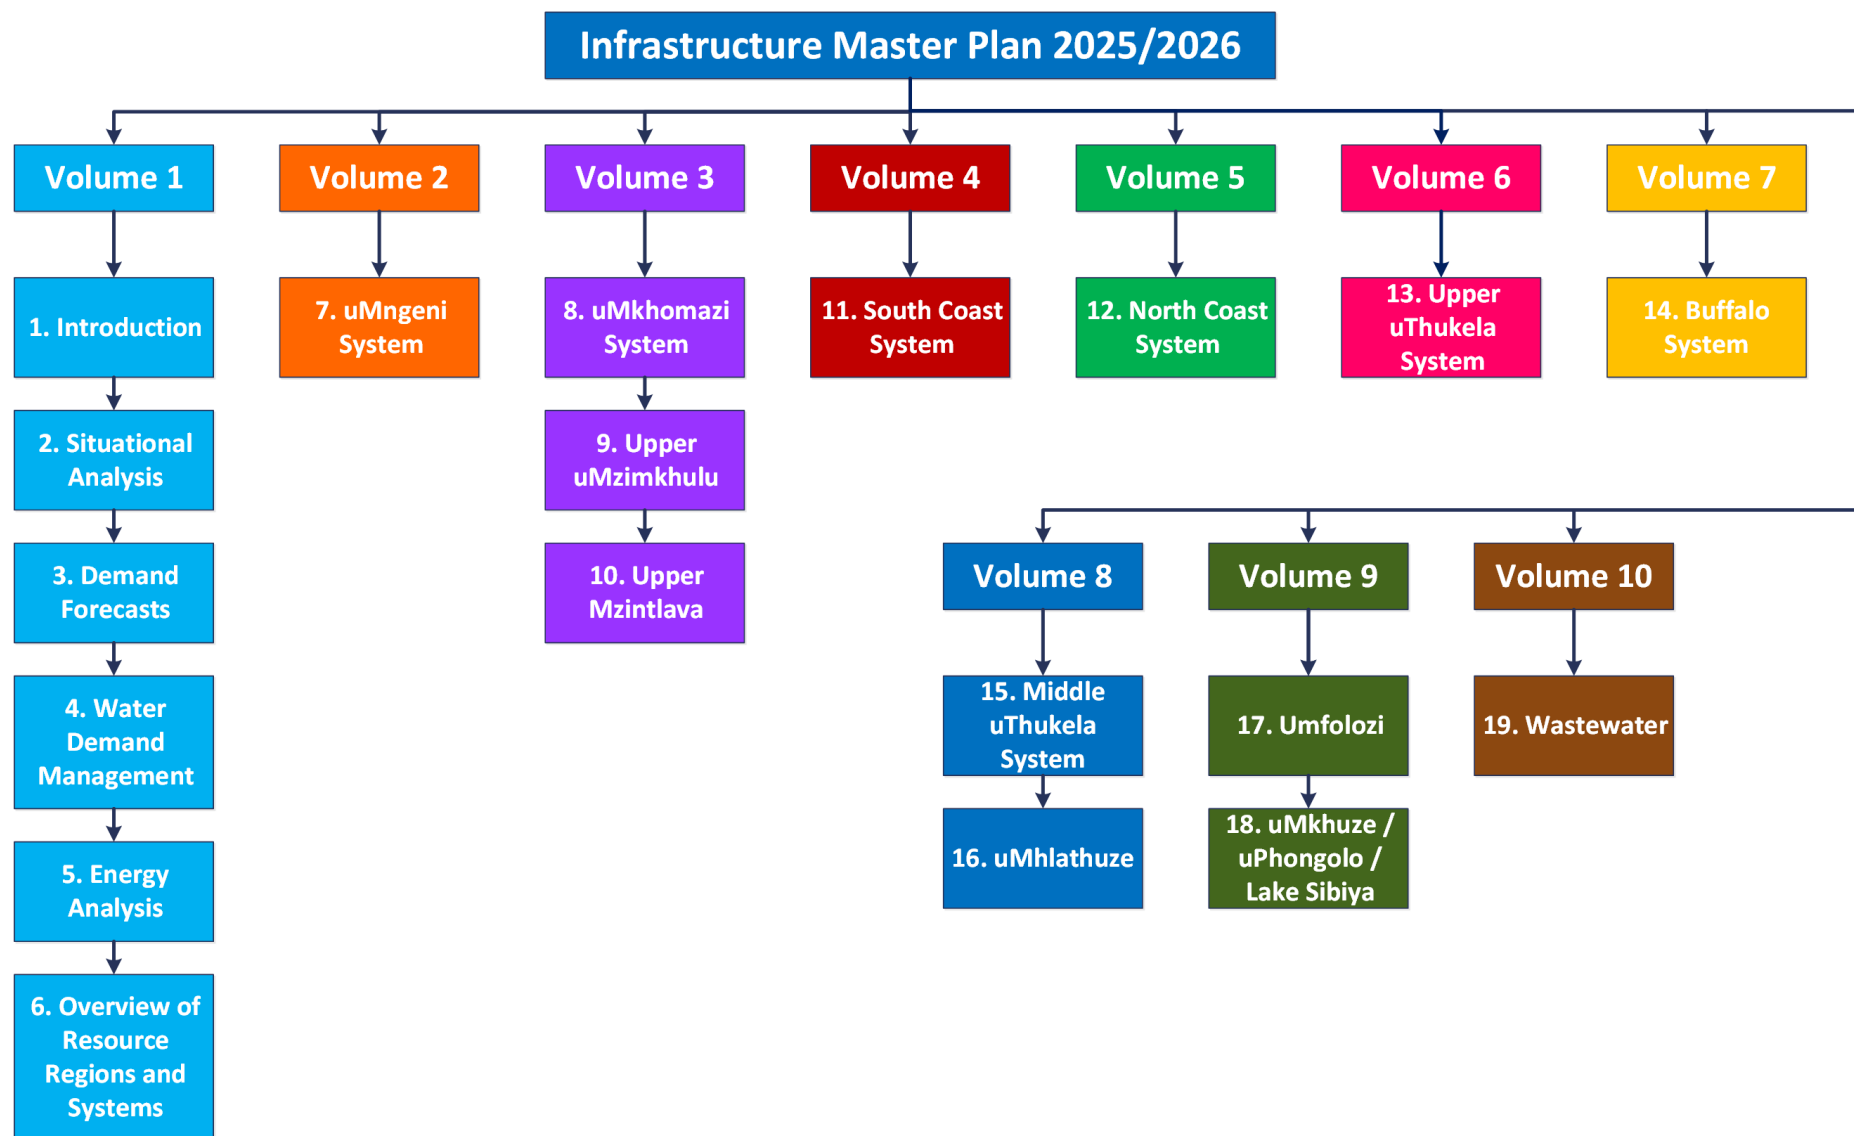 Infrastructure Master Plan 2025/2026
Volume 1
Volume 2
Volume 3
Volume 4
Volume 5
Volume 6
Volume 7
1. Introduction
2. Situational
Analysis
3. Demand
Forecasts
4. Water
Demand
Management
5. Energy
Analysis
6. Overview of
Resource
Regions and
Systems
7. uMngeni
System
8. uMkhomazi
System
9. Upper
uMzimkhulu
10. Upper
Mzintlava
11. South Coast
System
12. North Coast
System
13. Upper
uThukela
System
14. Buffalo
System
Volume 8
Volume 9
Volume 10
15. Middle
uThukela
System
16. uMhlathuze
17. Umfolozi
18. uMkhuze /
uPhongolo /
Lake Sibiya
19. Wastewater